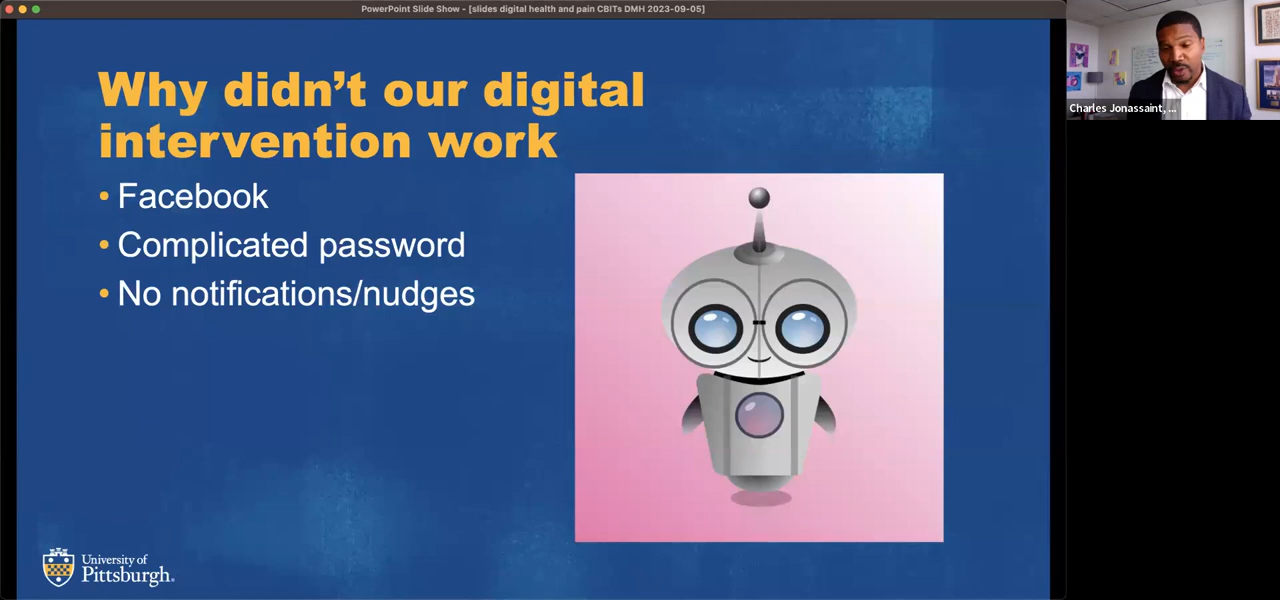 PowerPoint Slide Show - [slides digital health and pain CBITs DMH 2023-09-05]
Why didn't our digital
intervention work
• Facebook
• Complicated password
• No notifications/nudges
University of
Pittsburgh.
Charles Jonassaint, ...